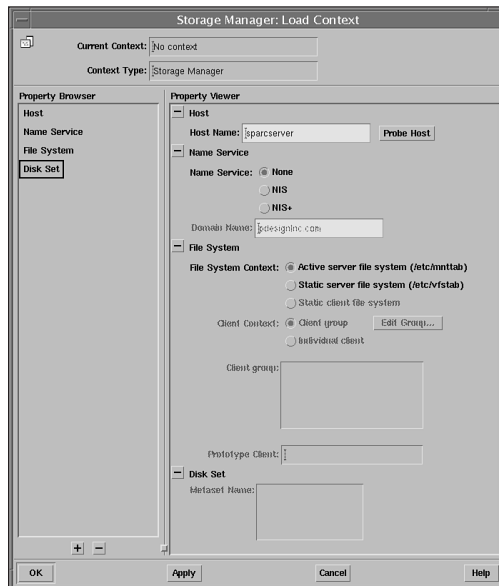 Storage Manager: Load Context
Current Context: No context
Context Type: Storage Manager
Property Browser
Host
Name Service
File System
Disk Set
Property Viewer
Host
Host Name: sparcserver Probe Host
Name Service
Name Service: None
NIS
NIS+
Domain Name: pdesigninc.com
File System
File System Context: Active server file system (/etc/mnttab)
Static server file system (/etc/vfstab)
Static client file system
Client Context: Client group Edit Group...
Individual client
Client group:
Prototype Client:
Disk Set
Metaset Name:
OK Apply Cancel Help